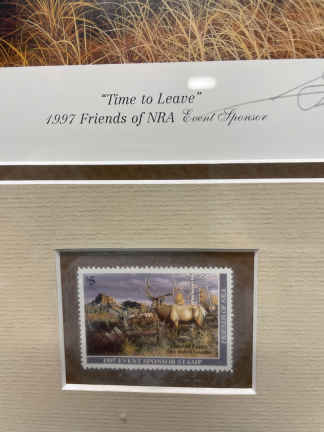 "Time to Leave"
1997 Friends of NRA Event Sponsor
$5
1997 EVENT SPONSOR STAMP